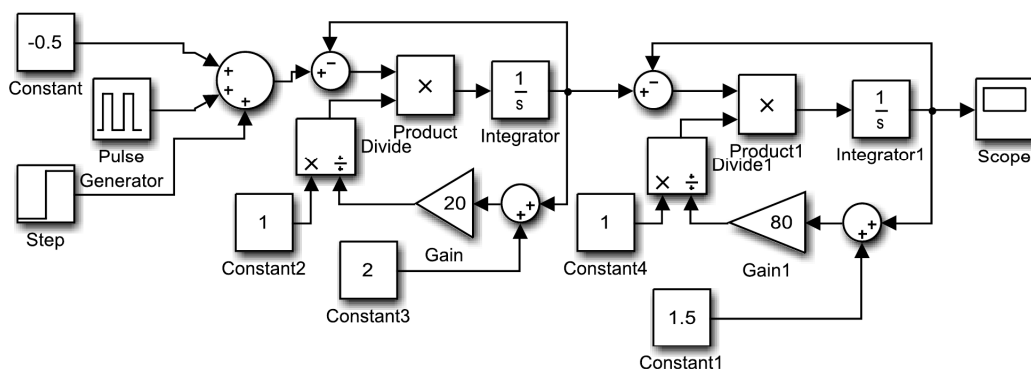 -0.5
Constant
Pulse
Generator
Step
+
+
+
+
−
×
Product
1
s
Integrator
×
÷
Divide
1
Constant2
20
Gain
+
+
2
Constant3
+
−
×
Product1
1
s
Integrator1
Scope
×
÷
Divide1
1
Constant4
80
Gain1
+
+
1.5
Constant1